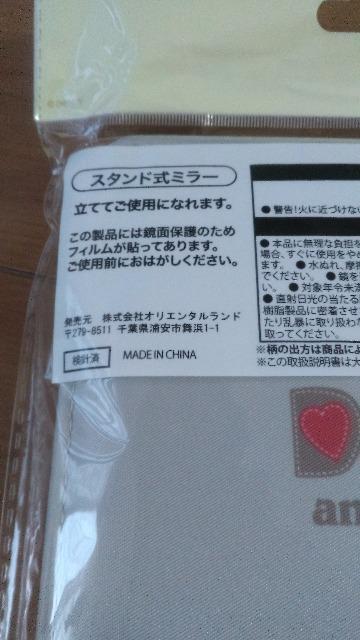 スタンド式ミラー
立ててご使用になれます。
この製品には鏡面保護のため
フィルムが貼ってあります。
ご使用前におはがしください。
発売元 株式会社オリエンタルランド
〒279-8511 千葉県浦安市舞浜1-1
検針済 MADE IN CHINA
●警告!火に近づけな
●本品に無理な負担を
場合、すぐに使用をや
ます。 ●水ぬれ、摩擦
でください。 ●鏡を
い。 ●対象年令未満
●直射日光の当たる
樹脂製品に密着させ
たり乱暴に取り扱わ
取ってください。
※柄の出方は商品によ
※この取扱説明書は大
D
an